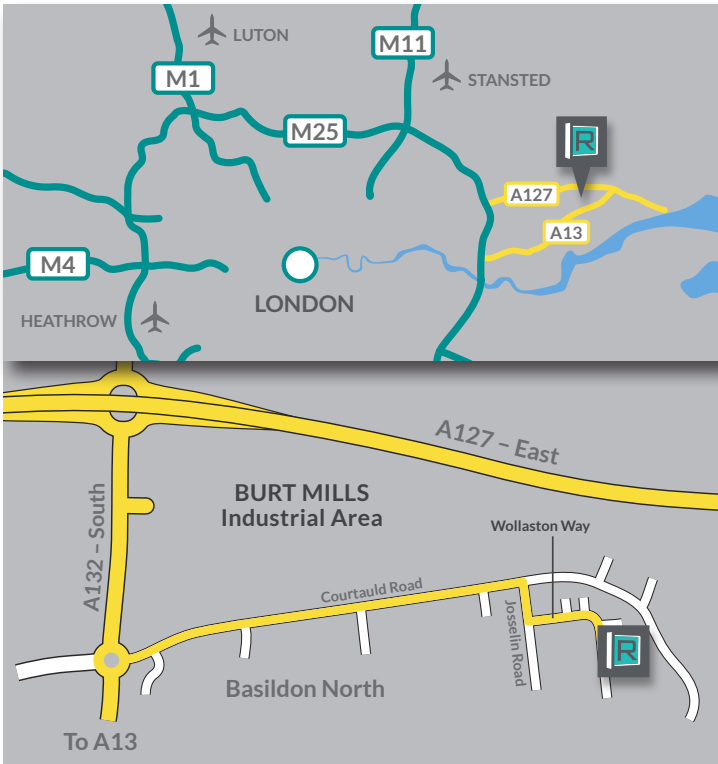 LUTON
M1
M11
STANSTED
M25
R
A127
A13
M4
LONDON
HEATHROW
A127 – East
BURT MILLS
Industrial Area
A132 – South
Wollaston Way
Courtauld Road
Josselin Road
R
Basildon North
To A13